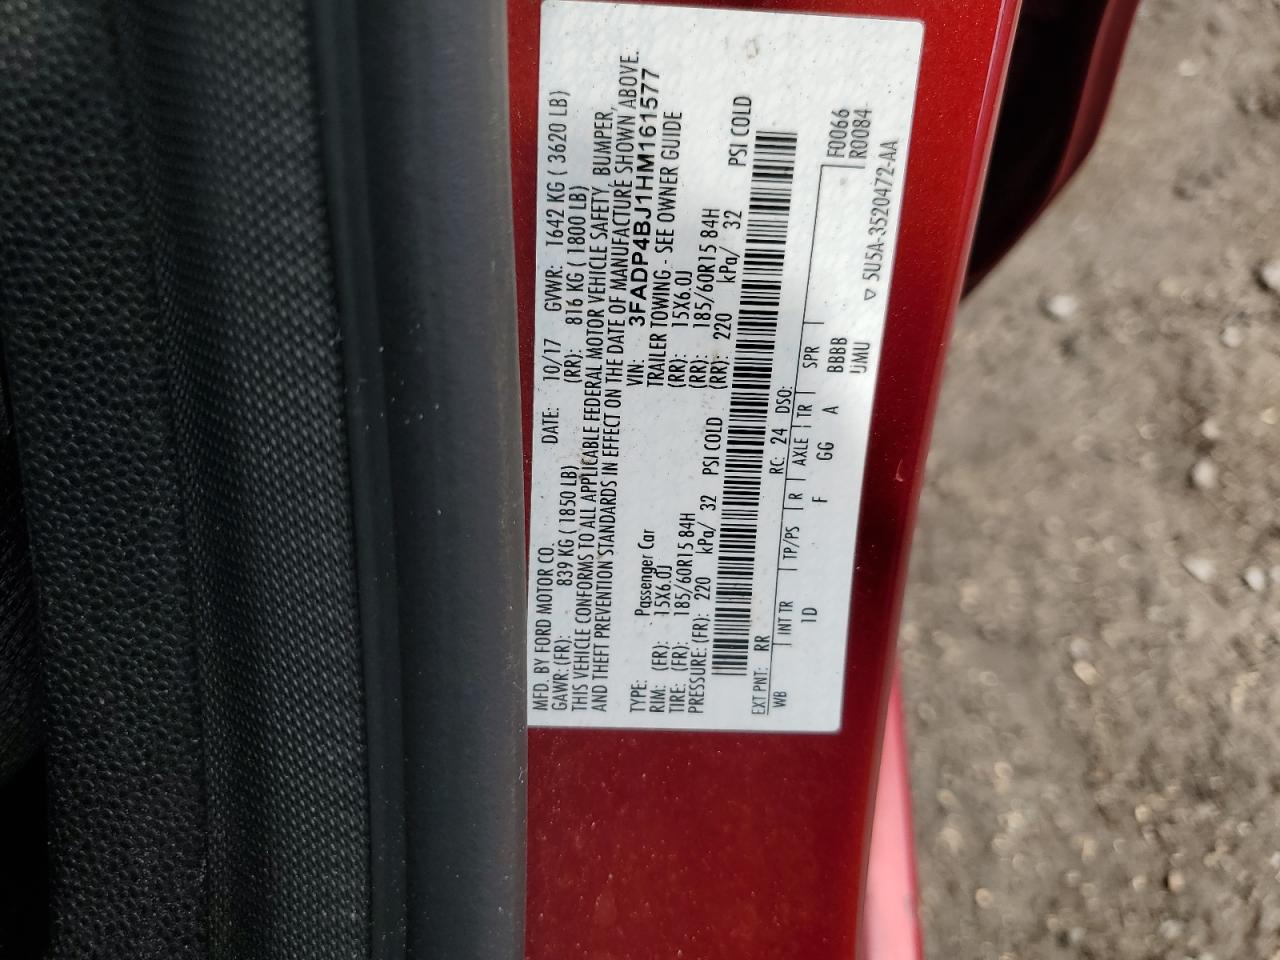 MFD. BY FORD MOTOR CO. DATE: 10/17 GVWR: 1642 KG ( 3620 LB)
GAWR: (FR): 839 KG ( 1850 LB) (RR): 816 KG ( 1800 LB)
THIS VEHICLE CONFORMS TO ALL APPLICABLE FEDERAL MOTOR VEHICLE SAFETY, BUMPER,
AND THEFT PREVENTION STANDARDS IN EFFECT ON THE DATE OF MANUFACTURE SHOWN ABOVE.
VIN: 3FADP4BJ1HM161577
TYPE: Passenger Car TRAILER TOWING - SEE OWNER GUIDE
RIM: (FR): 15X6.0J (RR): 15X6.0J
TIRE: (FR): 185/60R15 84H (RR): 185/60R15 84H
PRESSURE: (FR): 220 kPa/ 32 PSI COLD (RR): 220 kPa/ 32 PSI COLD
EXT PNT: RR RC: 24 DSO:
WB INT TR TP/PS R AXLE TR SPR F0066
1D F GG A BBBB R0084
UMU
▽ 5U5A-3520472-AA